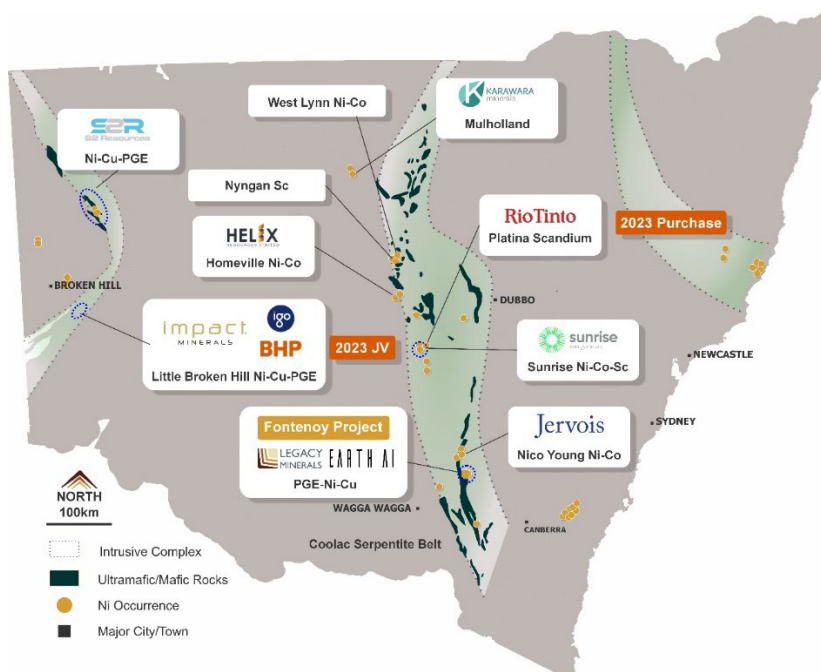 KARAWARA
minerals
West Lynn Ni-Co
Mulholland
S2R
S2 Resources
Ni-Cu-PGE
Nyngan Sc
RioTinto
Platina Scandium
2023 Purchase
HELIX
RESOURCES LIMITED
Homeville Ni-Co
BROKEN HILL
DUBBO
impact
MINERALS
igo
BHP
2023 JV
Little Broken Hill Ni-Cu-PGE
sunrise
Sunrise Ni-Co-Sc
NEWCASTLE
Fontenoy Project
LEGACY
MINERALS
EARTH AI
PGE-Ni-Cu
Jervois
Nico Young Ni-Co
SYDNEY
NORTH
100km
WAGGA WAGGA
CANBERRA
Coolac Serpentite Belt
Intrusive Complex
Ultramafic/Mafic Rocks
Ni Occurrence
Major City/Town